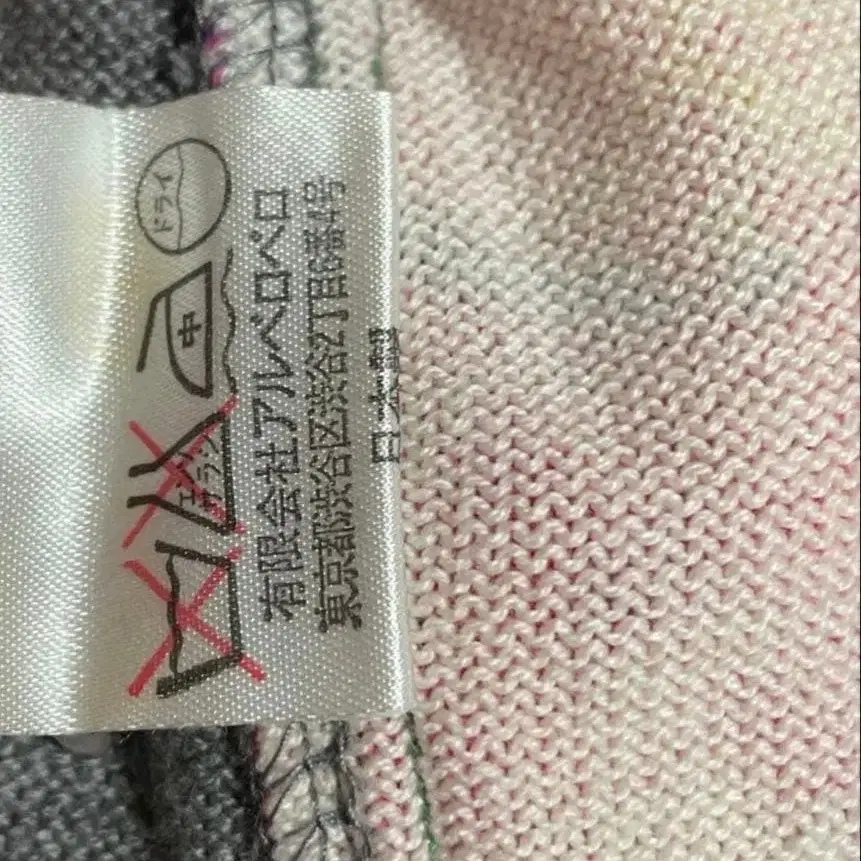 エンソ
サラシ
中
ドライ
有限会社アルベロベロ
東京都渋谷区渋谷2丁目6番4号
日本製